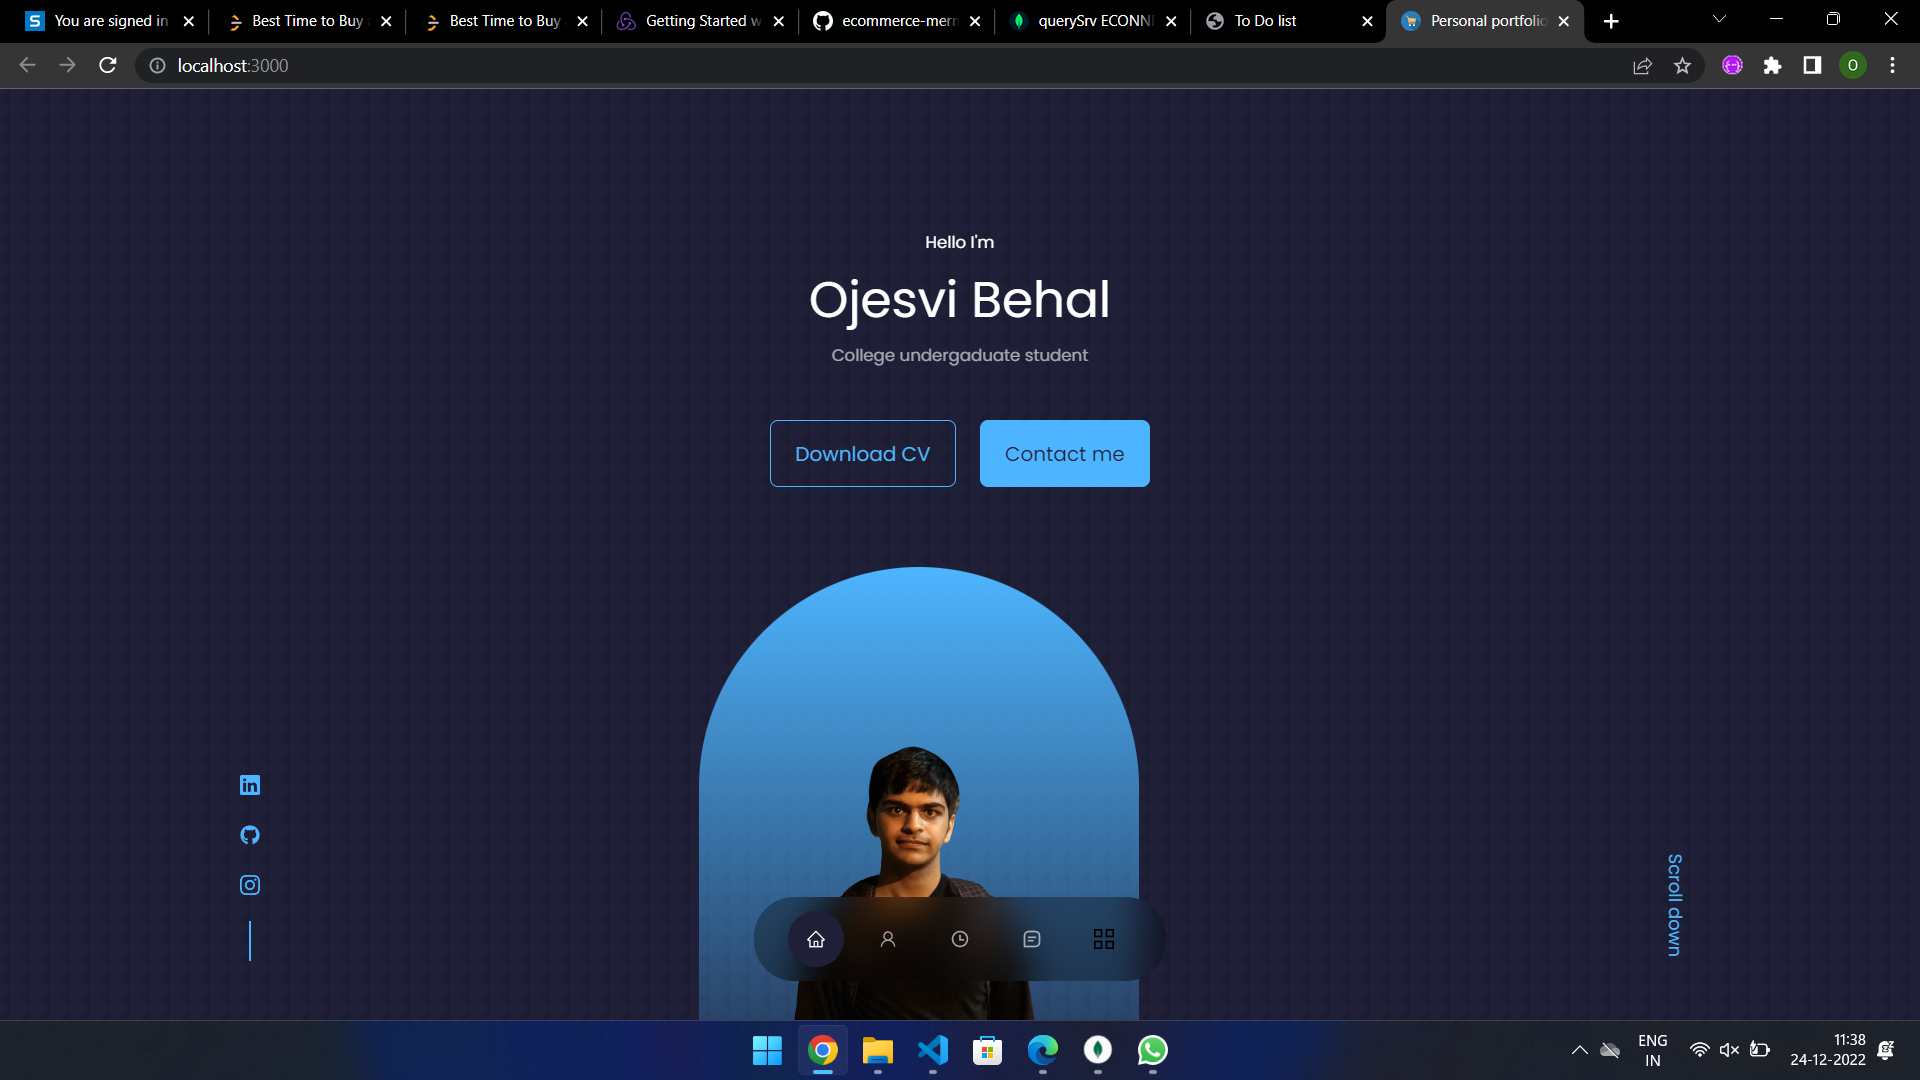 You are signed in
Best Time to Buy
Best Time to Buy
Getting Started w
ecommerce-mern
querySrv ECONN
To Do list
Personal portfolio
localhost:3000
O
Hello I'm
Ojesvi Behal
College undergaduate student
Download CV
Contact me
Scroll down
ENG
IN
11:38
24-12-2022